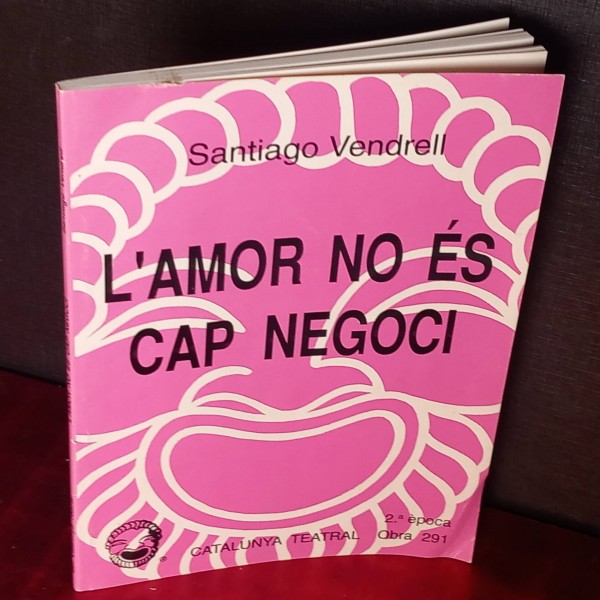 Santiago Vendrell
L'AMOR NO ÉS
CAP NEGOCI
2.ª època
CATALUNYA TEATRAL Obra 291
®